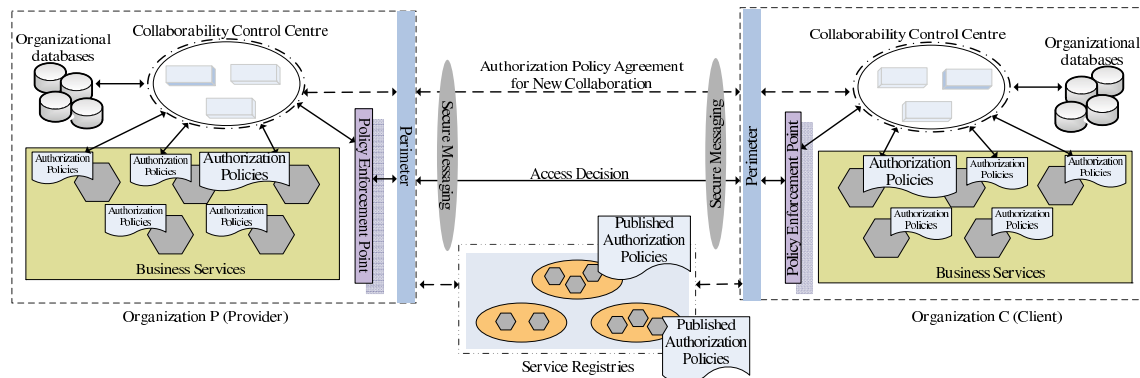 Collaborability Control Centre
Organizational
databases
Authorization
Policies
Authorization
Policies
Authorization
Policies
Authorization
Policies
Authorization
Policies
Business Services
Policy Enforcement Point
Perimeter
Organization P (Provider)
Secure Messaging
Authorization Policy Agreement
for New Collaboration
Access Decision
Published
Authorization
Policies
Published
Authorization
Policies
Service Registries
Secure Messaging
Perimeter
Collaborability Control Centre
Organizational
databases
Policy Enforcement Point
Authorization
Policies
Authorization
Policies
Authorization
Policies
Authorization
Policies
Authorization
Policies
Business Services
Organization C (Client)